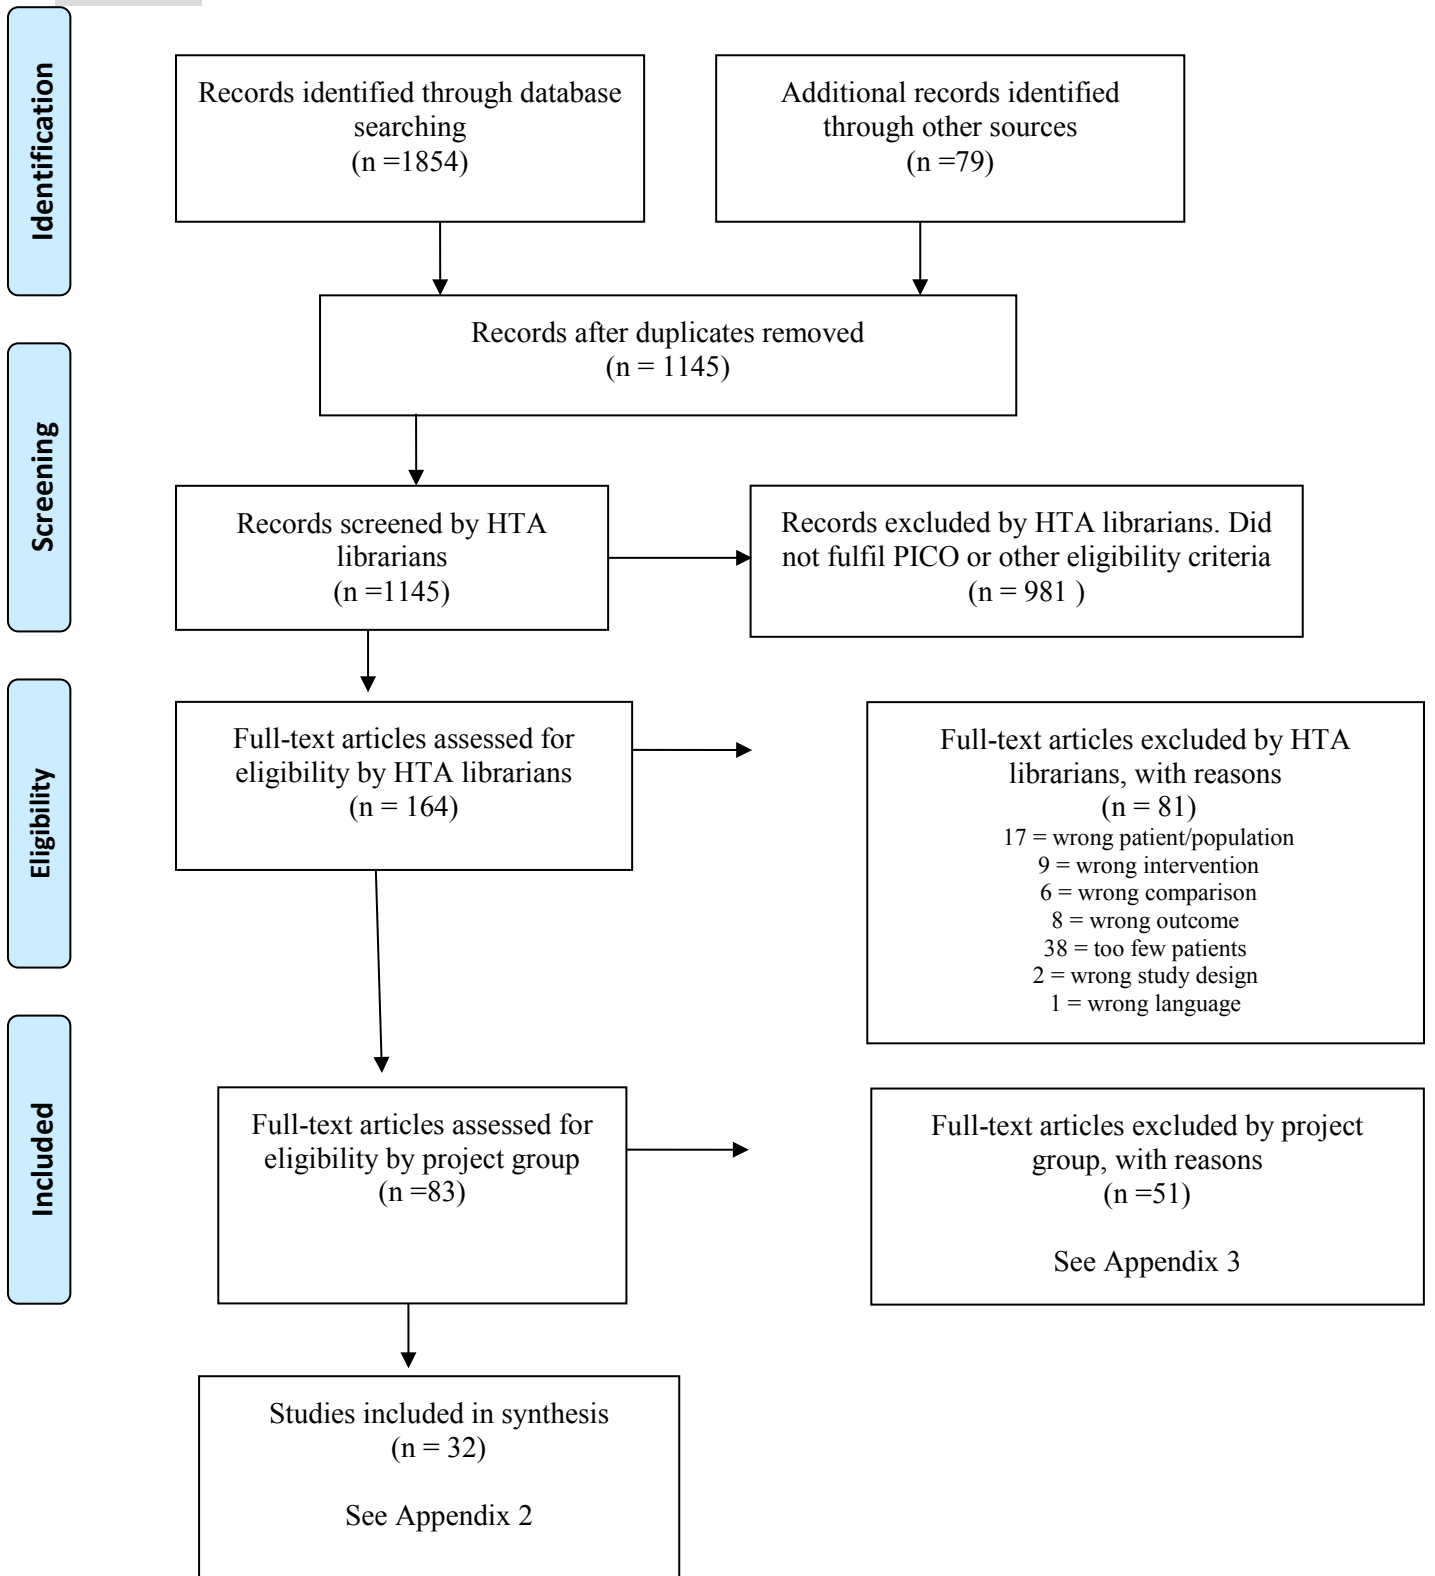 Identification
Records identified through database
searching
(n =1854)
Additional records identified
through other sources
(n =79)
Records after duplicates removed
(n = 1145)
Screening
Records screened by HTA
librarians
(n =1145)
Records excluded by HTA librarians. Did
not fulfil PICO or other eligibility criteria
(n = 981 )
Eligibility
Full-text articles assessed for
eligibility by HTA librarians
(n = 164)
Full-text articles excluded by HTA
librarians, with reasons
(n = 81)
17 = wrong patient/population
9 = wrong intervention
6 = wrong comparison
8 = wrong outcome
38 = too few patients
2 = wrong study design
1 = wrong language
Included
Full-text articles assessed for
eligibility by project group
(n =83)
Full-text articles excluded by project
group, with reasons
(n =51)
See Appendix 3
Studies included in synthesis
(n = 32)
See Appendix 2